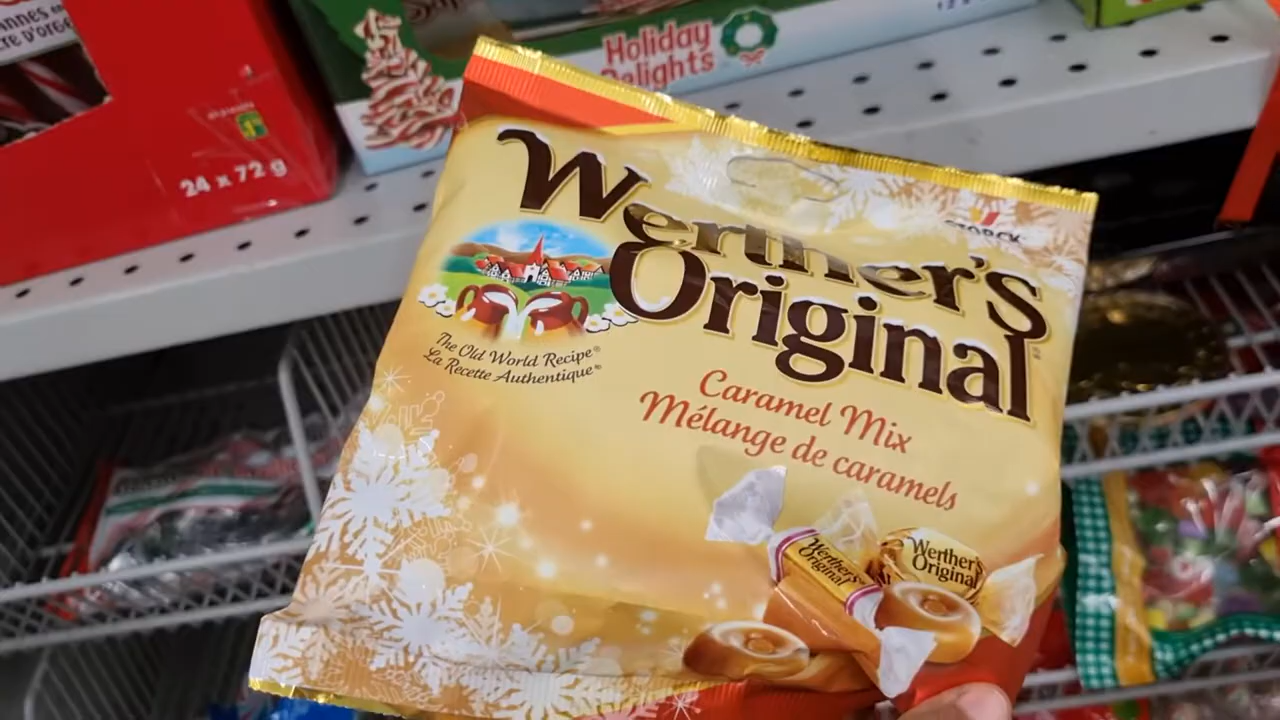 24 x 72 g
Holiday
Delights
STORCK
Werther's
Original
The Old World Recipe®
La Recette Authentique®
Caramel Mix
Mélange de caramels
Werther's
Original
Werther's
Original